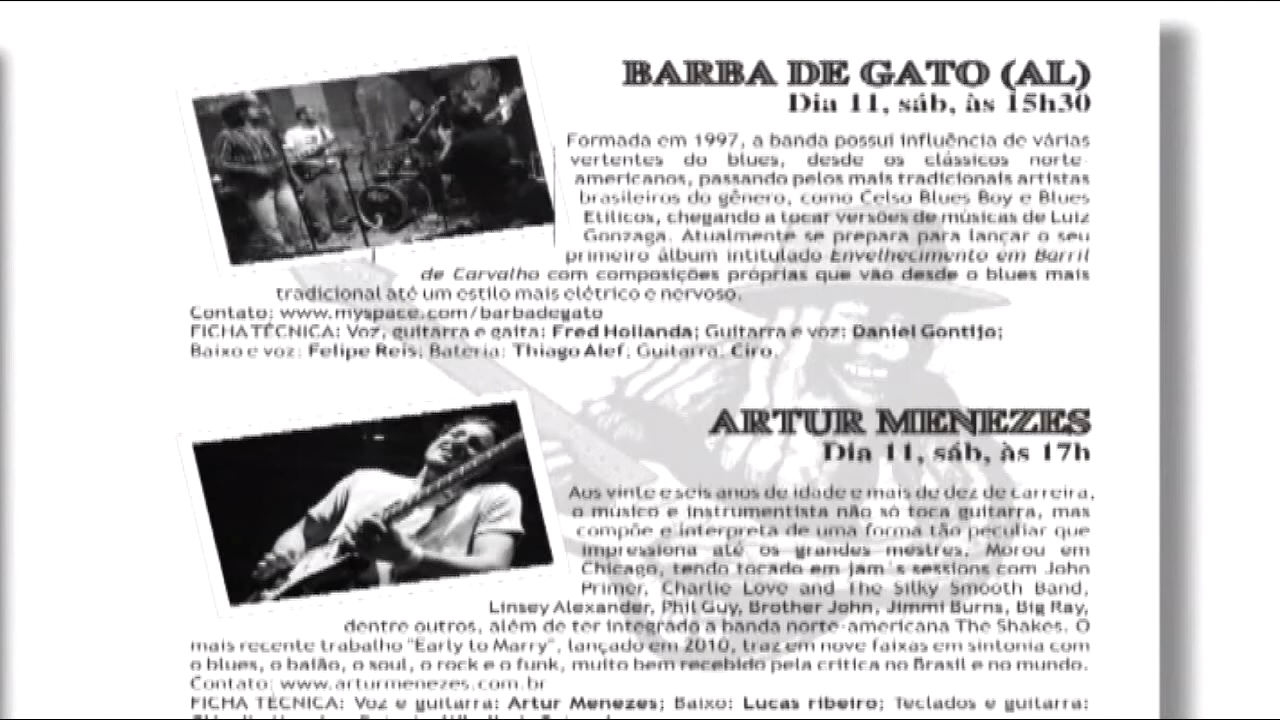 BARBA DE GATO (AL)
Dia 11, sáb, às 15h30
Formada em 1997, a banda possui influência de várias
vertentes do blues, desde os clássicos norte-
americanos, passando pelos mais tradicionais artistas
brasileiros do gênero, como Celso Blues Boy e Blues
Etílicos, chegando a tocar versões de músicas de Luiz
Gonzaga. Atualmente se prepara para lançar o seu
primeiro álbum intitulado Envelhecimento em Barril
de Carvalho com composições próprias que vão desde o blues mais
tradicional até um estilo mais elétrico e nervoso.
Contato: www.myspace.com/barbadegato
FICHA TÉCNICA: Voz, guitarra e gaita: Fred Hollanda; Guitarra e voz: Daniel Gontijo;
Baixo e voz: Felipe Reis; Bateria: Thiago Alef; Guitarra: Ciro.
ARTUR MENEZES
Dia 11, sáb, às 17h
Aos vinte e seis anos de idade e mais de dez de carreira,
o músico e instrumentista não só toca guitarra, mas
compõe e interpreta de uma forma tão peculiar que
impressiona até os grandes mestres. Morou em
Chicago, tendo tocado em jam's sessions com John
Primer, Charlie Love and The Silky Smooth Band,
Linsey Alexander, Phil Guy, Brother John, Jimmi Burns, Big Ray,
dentre outros, além de ter integrado a banda norte-americana The Shakes. O
mais recente trabalho "Early to Marry", lançado em 2010, traz em nove faixas em sintonia com
o blues, o baião, o soul, o rock e o funk, muito bem recebido pela crítica no Brasil e no mundo.
Contato: www.arturmenezes.com.br
FICHA TÉCNICA: Voz e guitarra: Artur Menezes; Baixo: Lucas ribeiro; Teclados e guitarra: